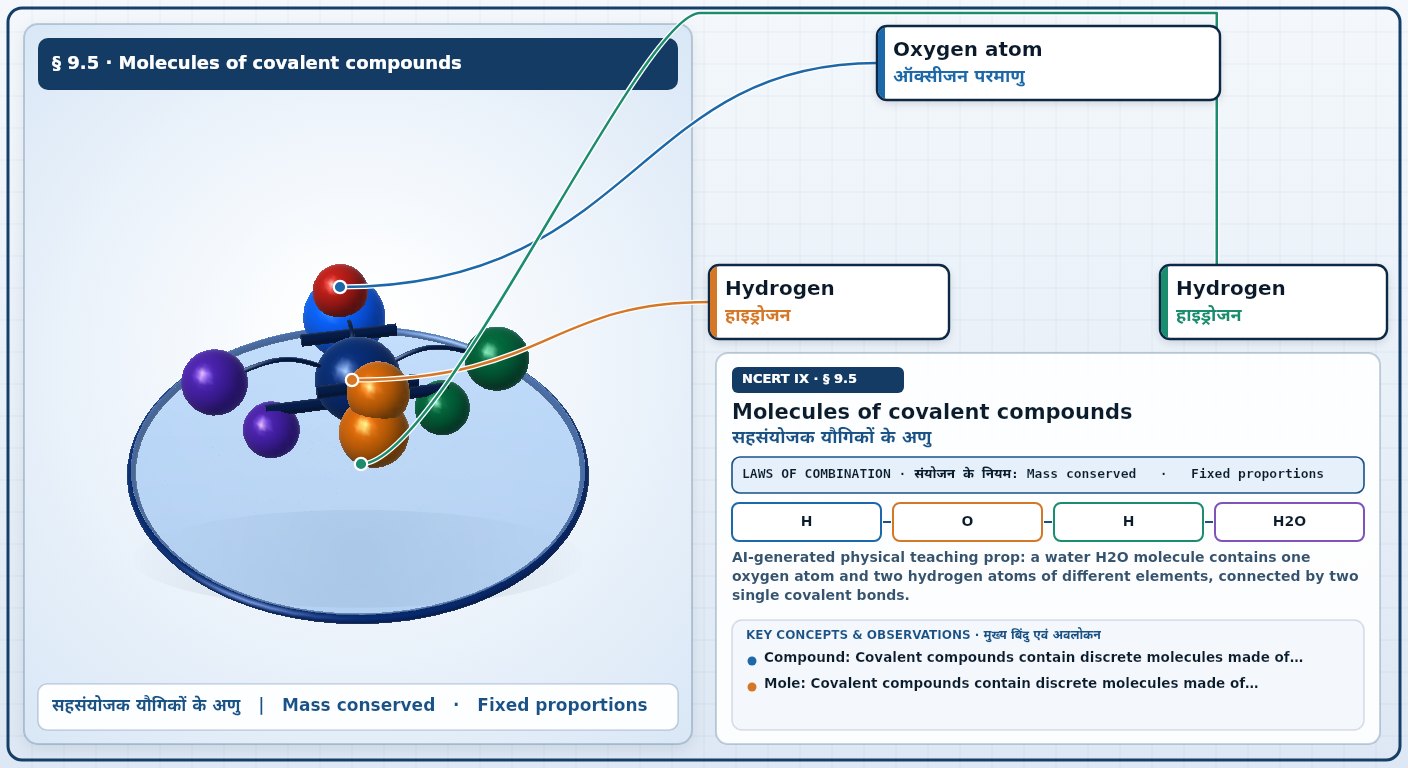 § 9.5 · Molecules of covalent compounds
Oxygen atom
ऑक्सीजन परमाणु
Hydrogen
हाइड्रोजन
Hydrogen
हाइड्रोजन
NCERT IX · § 9.5
Molecules of covalent compounds
सहसंयोजक यौगिकों के अणु
LAWS OF COMBINATION · संयोजन के नियम: Mass conserved · Fixed proportions
H
O
H
H2O
AI-generated physical teaching prop: a water H2O molecule contains one
oxygen atom and two hydrogen atoms of different elements, connected by two
single covalent bonds.
KEY CONCEPTS & OBSERVATIONS · मुख्य बिंदु एवं अवलोकन
Compound: Covalent compounds contain discrete molecules made of…
Mole: Covalent compounds contain discrete molecules made of…
सहसंयोजक यौगिकों के अणु | Mass conserved · Fixed proportions